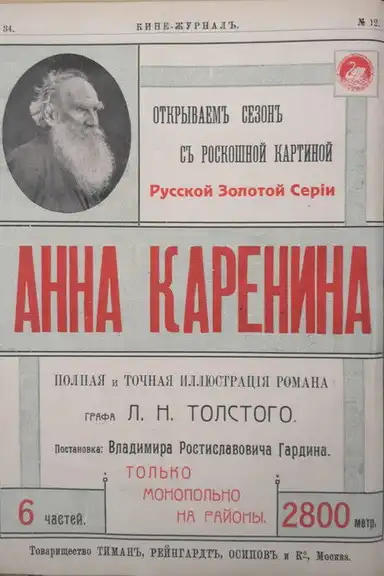 34.
КИНЕ-ЖУРНАЛЪ.
№ 12.
ОТКРЫВАЕМЪ СЕЗОНЪ
СЪ РОСКОШНОЙ КАРТИНОЙ
Русской Золотой Серіи
АННА КАРЕНИНА
ПОЛНАЯ и ТОЧНАЯ ИЛЛЮСТРАЦІЯ РОМАНА
ГРАФА Л. Н. ТОЛСТОГО.
Постановка: Владимира Ростиславовича Гардина.
ТОЛЬКО
МОНОПОЛЬНО
НА РАЙОНЫ.
6 частей.
2800 метр.
Товарищество ТИМАНЪ, РЕЙНГАРДТЪ, ОСИПОВЪ и Кº, Москва.